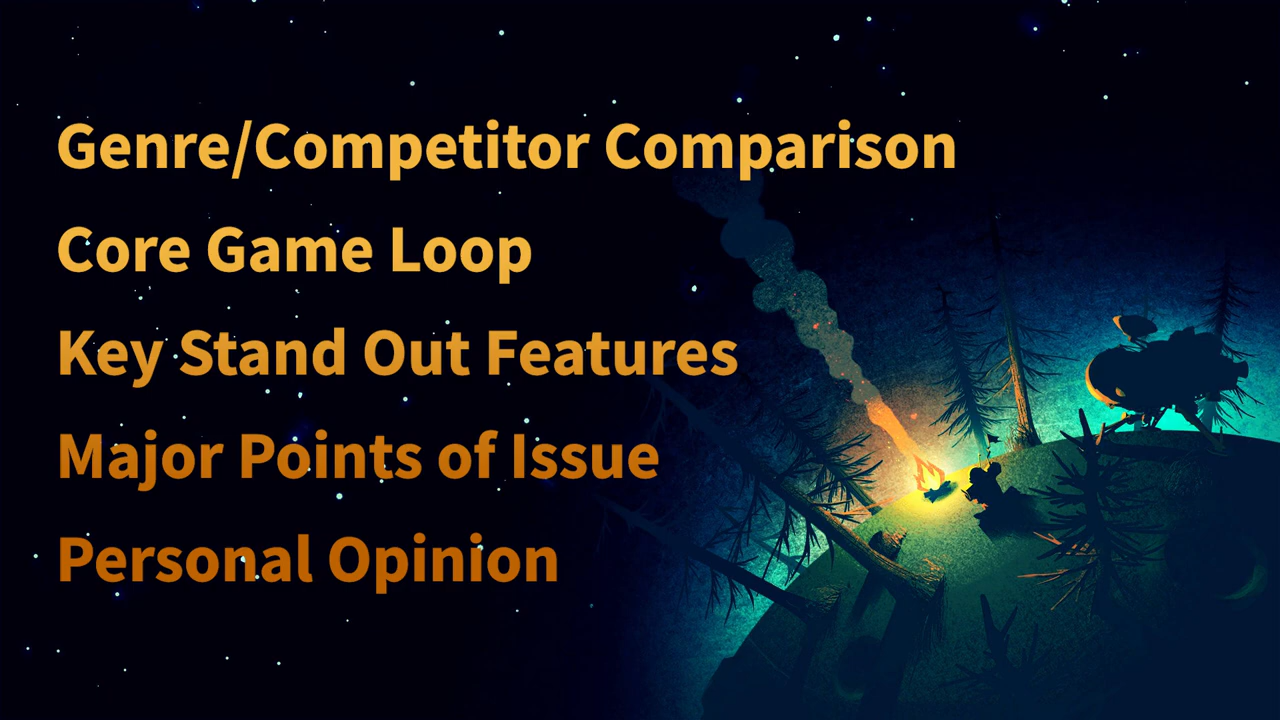 Genre/Competitor Comparison
Core Game Loop
Key Stand Out Features
Major Points of Issue
Personal Opinion